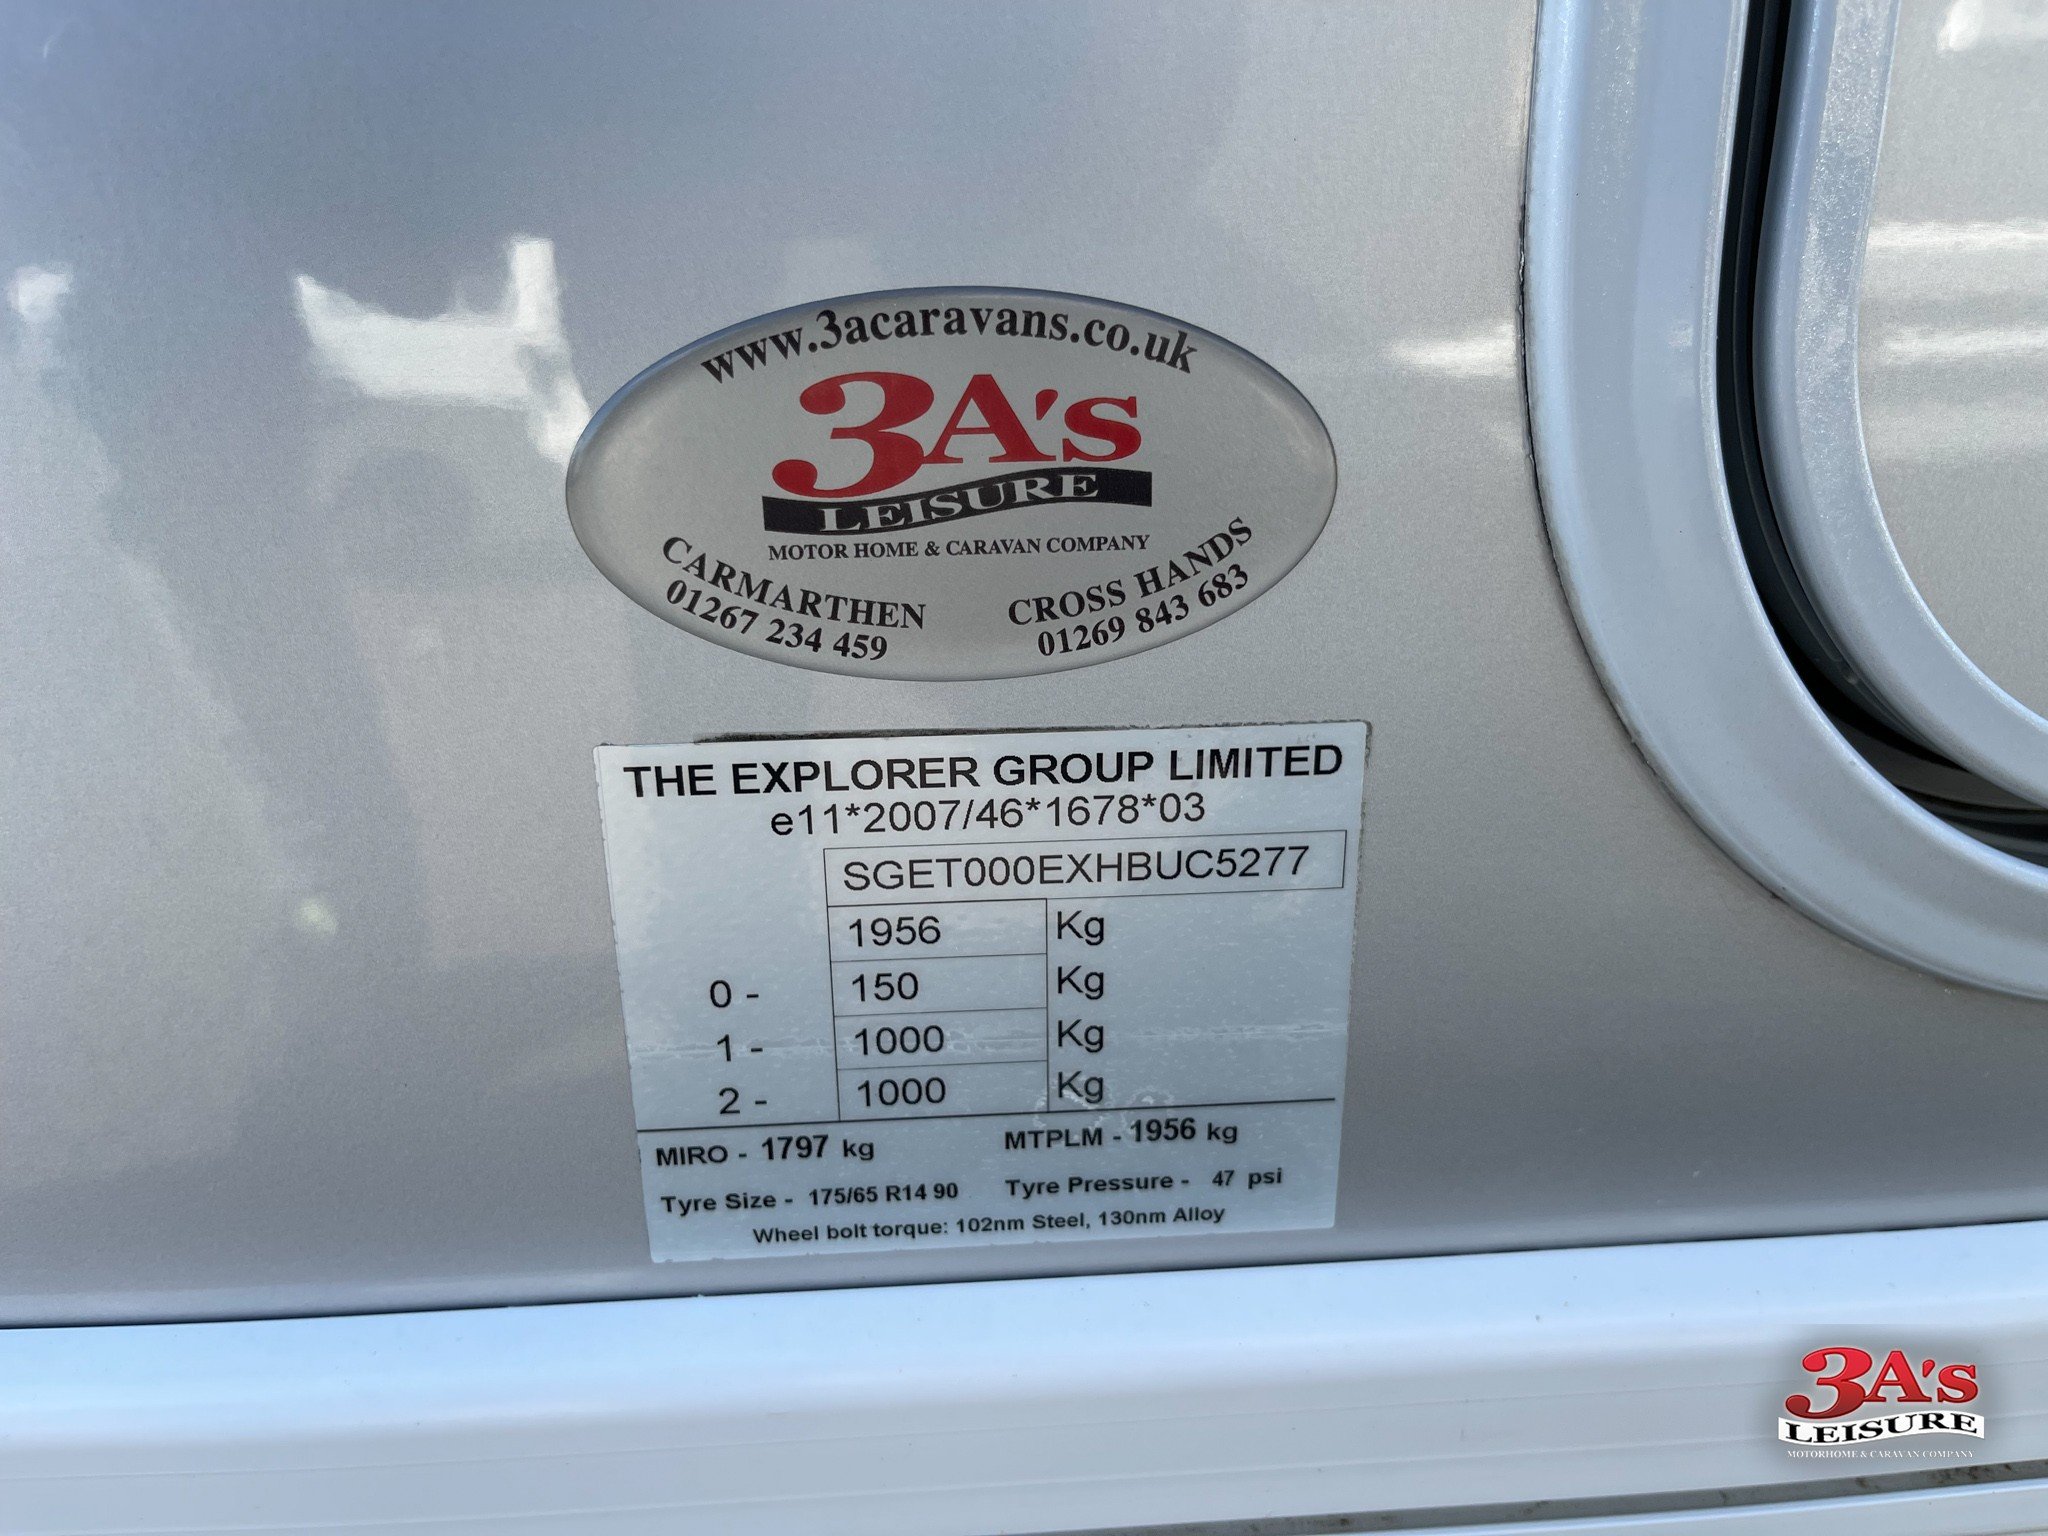 www.3acaravans.co.uk
3A's
LEISURE
MOTOR HOME & CARAVAN COMPANY
CARMARTHEN
01267 234 459
CROSS HANDS
01269 843 683
THE EXPLORER GROUP LIMITED
e11*2007/46*1678*03
SGET000EXHBUC5277
1956 Kg
0 - 150 Kg
1 - 1000 Kg
2 - 1000 Kg
MIRO - 1797 kg MTPLM - 1956 kg
Tyre Size - 175/65 R14 90 Tyre Pressure - 47 psi
Wheel bolt torque: 102nm Steel, 130nm Alloy
3A's
LEISURE
MOTORHOME & CARAVAN COMPANY